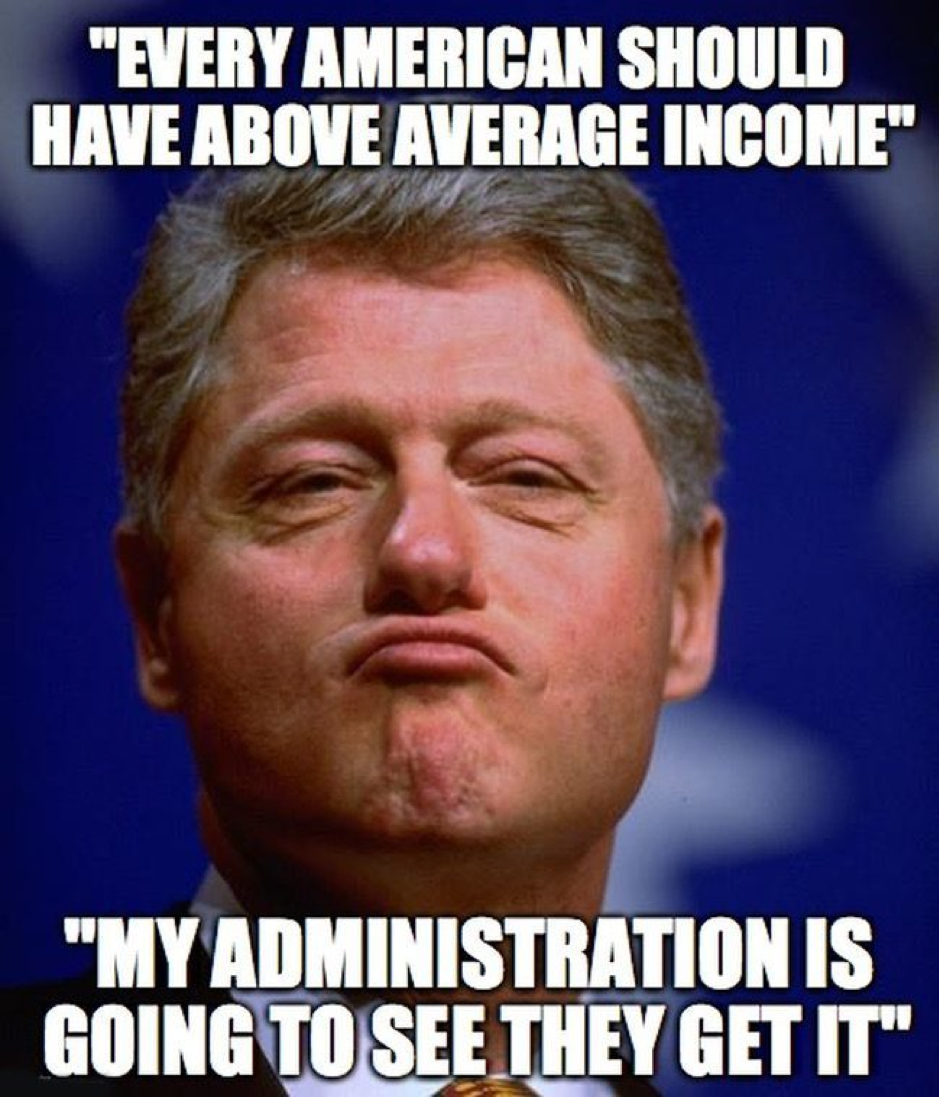 "EVERY AMERICAN SHOULD
HAVE ABOVE AVERAGE INCOME"
"MY ADMINISTRATION IS
GOING TO SEE THEY GET IT"